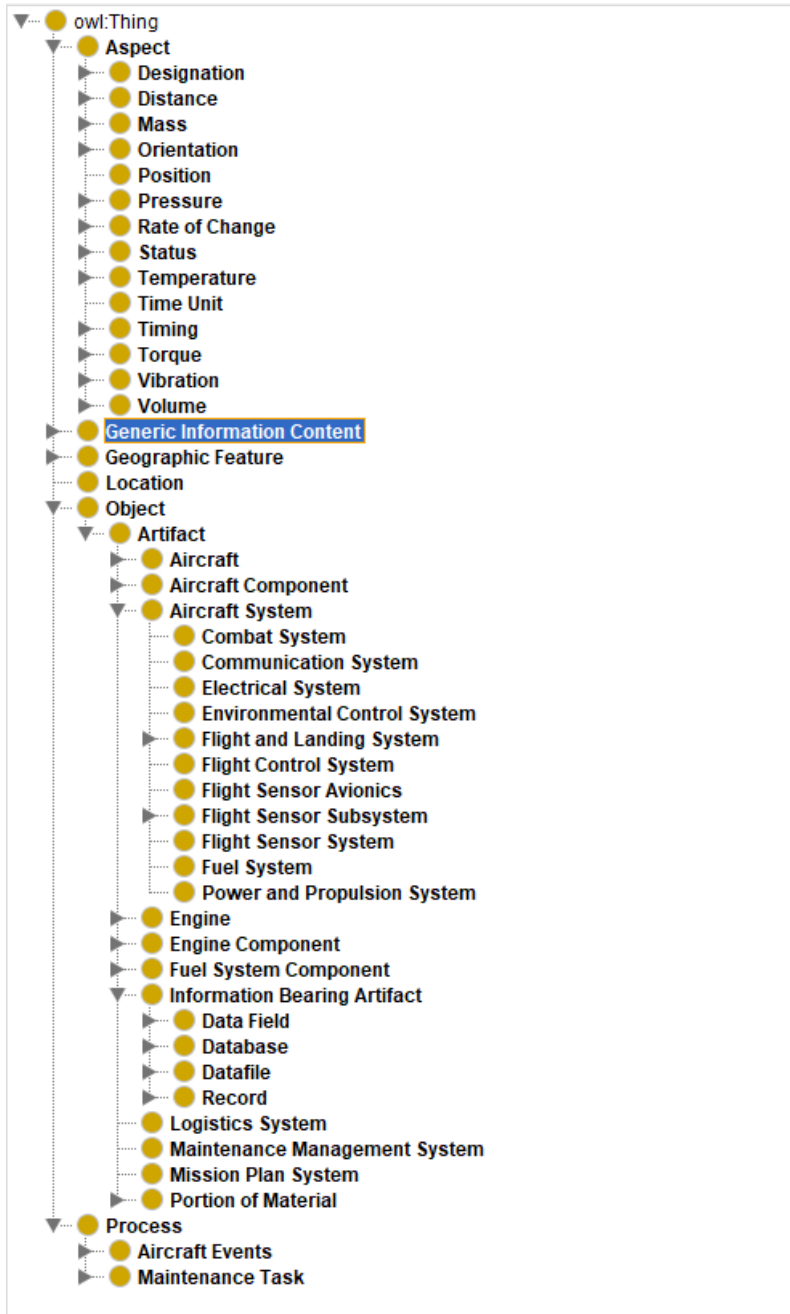 owl:Thing
Aspect
Designation
Distance
Mass
Orientation
Position
Pressure
Rate of Change
Status
Temperature
Time Unit
Timing
Torque
Vibration
Volume
Generic Information Content
Geographic Feature
Location
Object
Artifact
Aircraft
Aircraft Component
Aircraft System
Combat System
Communication System
Electrical System
Environmental Control System
Flight and Landing System
Flight Control System
Flight Sensor Avionics
Flight Sensor Subsystem
Flight Sensor System
Fuel System
Power and Propulsion System
Engine
Engine Component
Fuel System Component
Information Bearing Artifact
Data Field
Database
Datafile
Record
Logistics System
Maintenance Management System
Mission Plan System
Portion of Material
Process
Aircraft Events
Maintenance Task